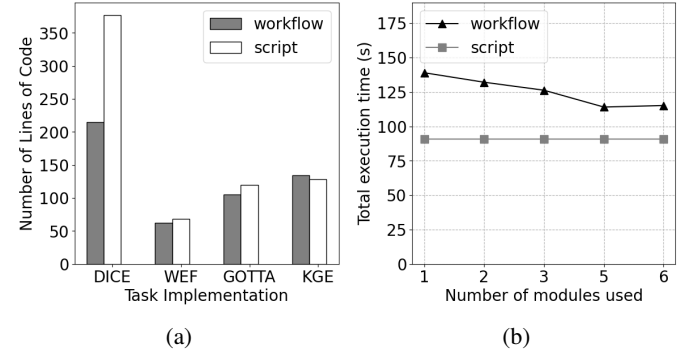 Number of Lines of Code
350
300
250
200
150
100
50
0
workflow
script
DICE WEF GOTTA KGE
Task Implementation
(a)
Total execution time (s)
175
150
125
100
75
50
25
0
workflow
script
1 2 3 5 6
Number of modules used
(b)